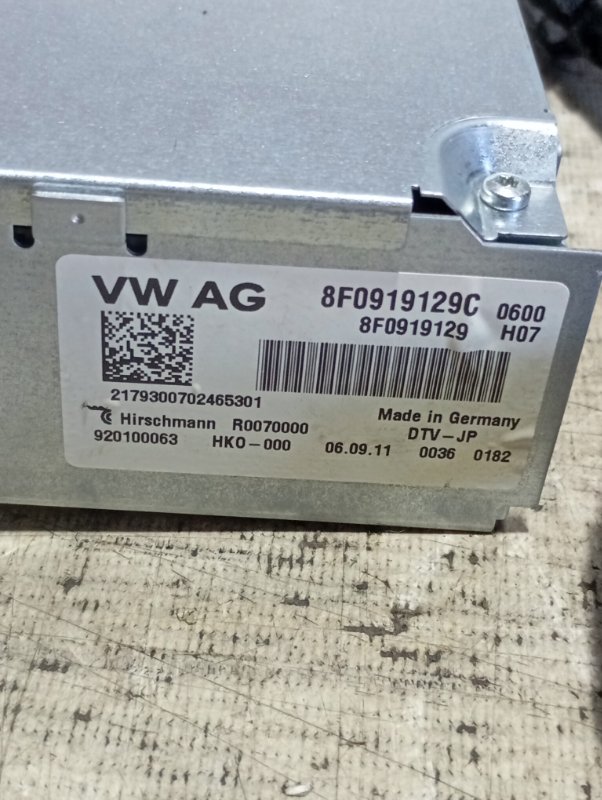 VW AG 8F0919129C 0600
8F0919129 H07
2179300702465301
Hirschmann R0070000 Made in Germany
920100063 HKO-000 06.09.11 DTV-JP
0036 0182